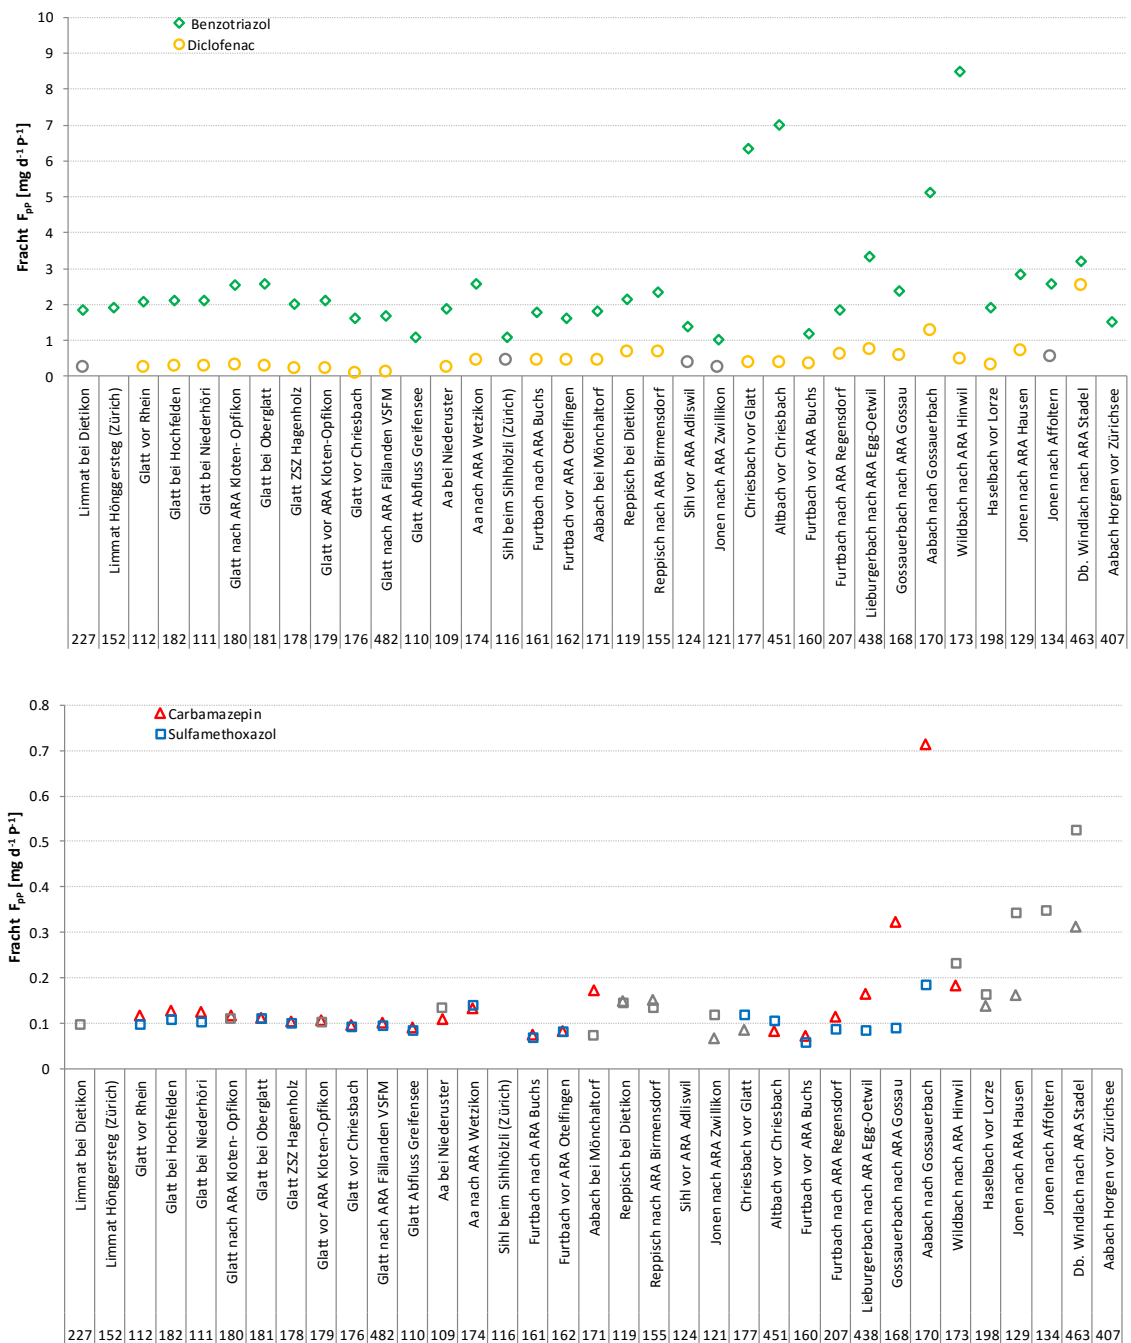 10
9
8
7
6
5
4
3
2
1
0
Fracht F_pP [mg d⁻¹ P⁻¹]
Benzotriazol
Diclofenac
Limmat bei Dietikon
Limmat Hönggersteg (Zürich)
Glatt vor Rhein
Glatt bei Hochfelden
Glatt bei Niederhöri
Glatt nach ARA Kloten- Opfikon
Glatt bei Oberglatt
Glatt ZSZ Hagenholz
Glatt vor ARA Kloten-Opfikon
Glatt vor Chriesbach
Glatt nach ARA Fällanden VSFM
Glatt Abfluss Greifensee
Aa bei Niederuster
Aa nach ARA Wetzikon
Sihl beim Sihlhölzli (Zürich)
Furtbach nach ARA Buchs
Furtbach vor ARA Otelfingen
Aabach bei Mönchaltorf
Reppisch bei Dietikon
Reppisch nach ARA Birmensdorf
Sihl vor ARA Adliswil
Jonen nach ARA Zwillikon
Chriesbach vor Glatt
Altbach vor Chriesbach
Furtbach vor ARA Buchs
Furtbach nach ARA Regensdorf
Lieburgerbach nach ARA Egg-Oetwil
Gossauerbach nach ARA Gossau
Aabach nach Gossauerbach
Wildbach nach ARA Hinwil
Haselbach vor Lorze
Jonen nach ARA Hausen
Jonen nach Affoltern
Db. Windlach nach ARA Stadel
Aabach Horgen vor Zürichsee
227 152 112 182 111 180 181 178 179 176 482 110 109 174 116 161 162 171 119 155 124 121 177 451 160 207 438 168 170 173 198 129 134 463 407
0.8
0.7
0.6
0.5
0.4
0.3
0.2
0.1
0
Fracht F_pP [mg d⁻¹ P⁻¹]
Carbamazepin
Sulfamethoxazol
Limmat bei Dietikon
Limmat Hönggersteg (Zürich)
Glatt vor Rhein
Glatt bei Hochfelden
Glatt bei Niederhöri
Glatt nach ARA Kloten- Opfikon
Glatt bei Oberglatt
Glatt ZSZ Hagenholz
Glatt vor ARA Kloten-Opfikon
Glatt vor Chriesbach
Glatt nach ARA Fällanden VSFM
Glatt Abfluss Greifensee
Aa bei Niederuster
Aa nach ARA Wetzikon
Sihl beim Sihlhölzli (Zürich)
Furtbach nach ARA Buchs
Furtbach vor ARA Otelfingen
Aabach bei Mönchaltorf
Reppisch bei Dietikon
Reppisch nach ARA Birmensdorf
Sihl vor ARA Adliswil
Jonen nach ARA Zwillikon
Chriesbach vor Glatt
Altbach vor Chriesbach
Furtbach vor ARA Buchs
Furtbach nach ARA Regensdorf
Lieburgerbach nach ARA Egg-Oetwil
Gossauerbach nach ARA Gossau
Aabach nach Gossauerbach
Wildbach nach ARA Hinwil
Haselbach vor Lorze
Jonen nach ARA Hausen
Jonen nach Affoltern
Db. Windlach nach ARA Stadel
Aabach Horgen vor Zürichsee
227 152 112 182 111 180 181 178 179 176 482 110 109 174 116 161 162 171 119 155 124 121 177 451 160 207 438 168 170 173 198 129 134 463 407